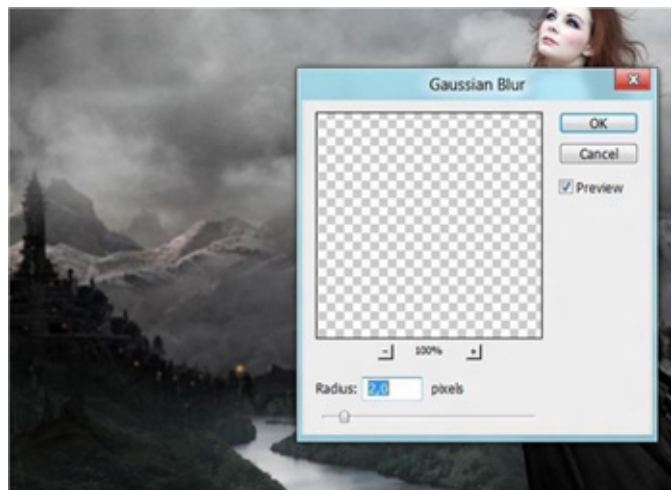 Gaussian Blur
OK
Cancel
Preview
100%
Radius: 2,0 pixels